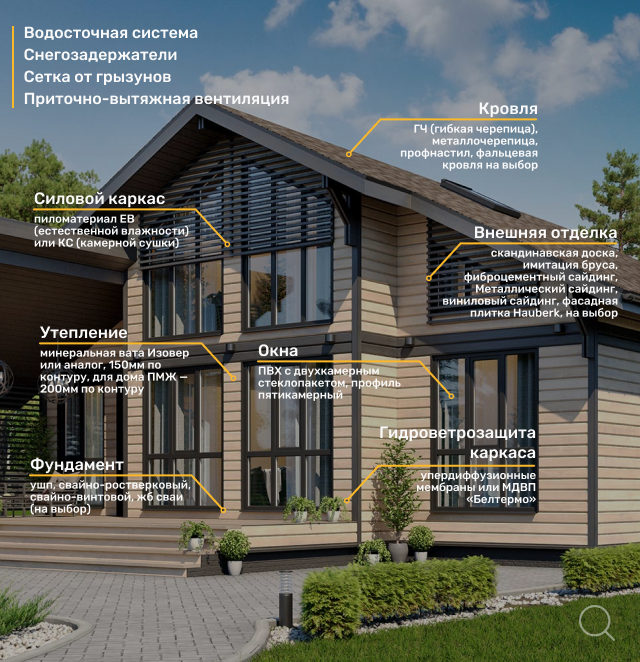 Водосточная система
Снегозадержатели
Сетка от грызунов
Приточно-вытяжная вентиляция
Кровля
ГЧ (гибкая черепица),
металлочерепица,
профнастил, фальцевая
кровля на выбор
Силовой каркас
пиломатериал ЕВ
(естественной влажности)
или КС (камерной сушки)
Внешняя отделка
скандинавская доска,
имитация бруса,
фиброцементный сайдинг,
Металлический сайдинг,
виниловый сайдинг, фасадная
плитка Hauberk, на выбор
Утепление
минеральная вата Изовер
или аналог, 150мм по
контуру, для дома ПМЖ —
200мм по контуру
Окна
ПВХ с двухкамерным
стеклопакетом, профиль
пятикамерный
Гидроветрозащита
каркаса
упердиффузионные
мембраны или МДВП
«Белтермо»
Фундамент
ушп, свайно-ростверковый,
свайно-винтовой, жб сваи
(на выбор)